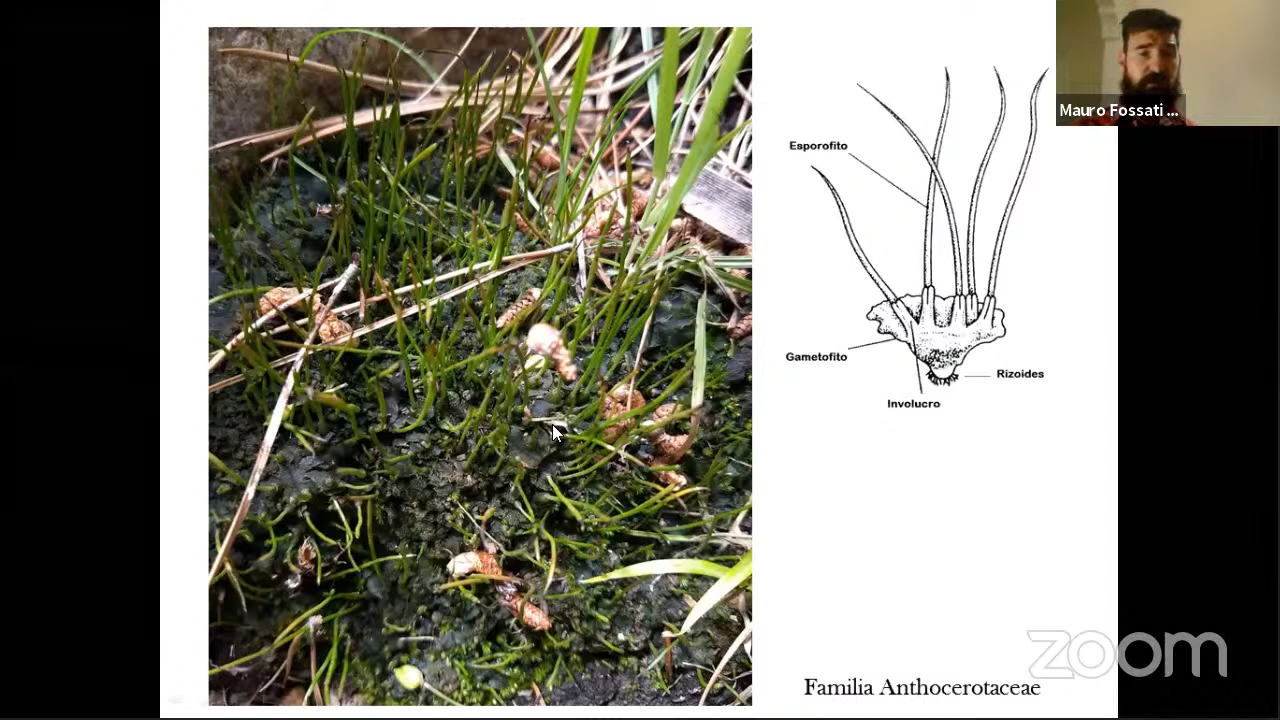 Mauro Fossati ...
Esporofito
Gametofito
Rizoides
Involucro
zoom
Familia Anthocerotaceae